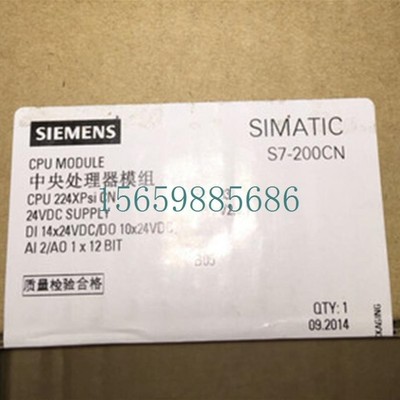 SIEMENS
SIMATIC
S7-200CN
CPU MODULE
中央处理器模组
CPU 224XPsi CN
24VDC SUPPLY
DI 14x24VDC/DO 10x24VDC
AI 2/AO 1 x 12 BIT
15659885686
质量检验合格
QTY: 1
09.2014